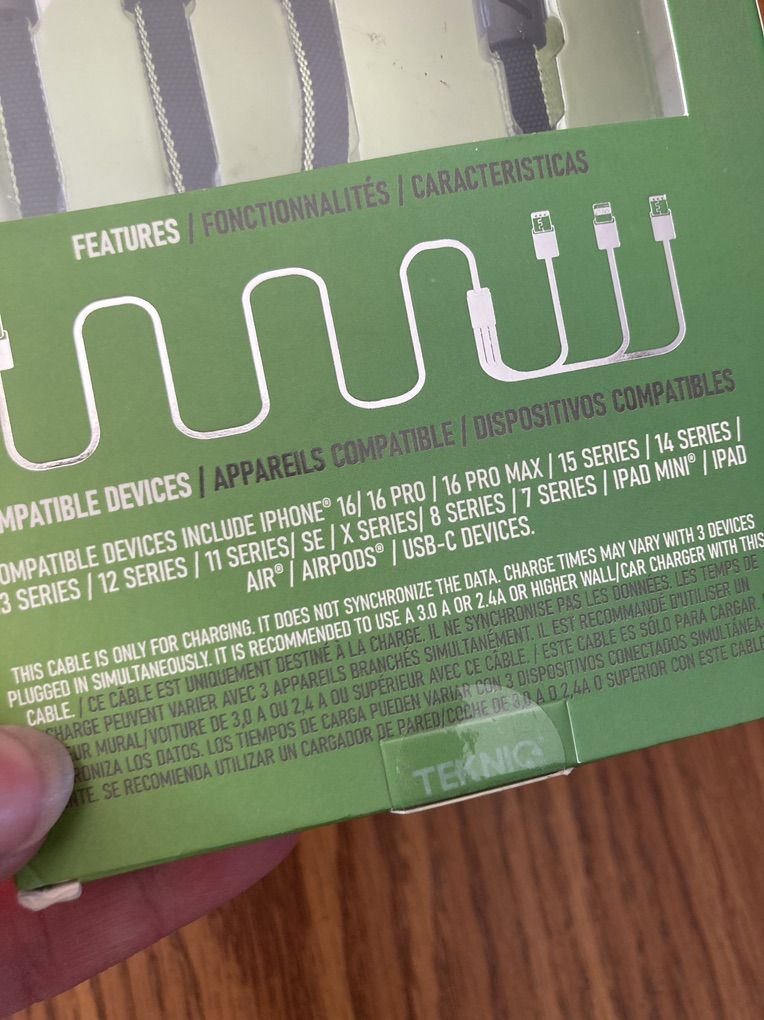 FEATURES / FONCTIONNALITÉS / CARACTERISTICAS
MPATIBLE DEVICES / APPAREILS COMPATIBLE / DISPOSITIVOS COMPATIBLES
OMPATIBLE DEVICES INCLUDE IPHONE® 16/ 16 PRO / 16 PRO MAX / 15 SERIES / 14 SERIES /
3 SERIES / 12 SERIES / 11 SERIES/ SE / X SERIES/ 8 SERIES / 7 SERIES / IPAD MINI® / IPAD
AIR® / AIRPODS® / USB-C DEVICES.
THIS CABLE IS ONLY FOR CHARGING. IT DOES NOT SYNCHRONIZE THE DATA. CHARGE TIMES MAY VARY WITH 3 DEVICES
PLUGGED IN SIMULTANEOUSLY. IT IS RECOMMENDED TO USE A 3.0 A OR 2.4A OR HIGHER WALL/CAR CHARGER WITH THIS
CABLE. / CE CÂBLE EST UNIQUEMENT DESTINÉ À LA CHARGE. IL NE SYNCHRONISE PAS LES DONNÉES. LES TEMPS DE
CHARGE PEUVENT VARIER AVEC 3 APPAREILS BRANCHÉS SIMULTANÉMENT. IL EST RECOMMANDÉ D'UTILISER UN
EUR MURAL/VOITURE DE 3,0 A OU 2,4 A OU SUPÉRIEUR AVEC CE CÂBLE. / ESTE CABLE ES SÓLO PARA CARGAR.
RONIZA LOS DATOS. LOS TIEMPOS DE CARGA PUEDEN VARIAR CON 3 DISPOSITIVOS CONECTADOS SIMULTÁNEA-
NTE. SE RECOMIENDA UTILIZAR UN CARGADOR DE PARED/COCHE DE 3,0 A O 2,4A O SUPERIOR CON ESTE CABLE
TEKNIQ